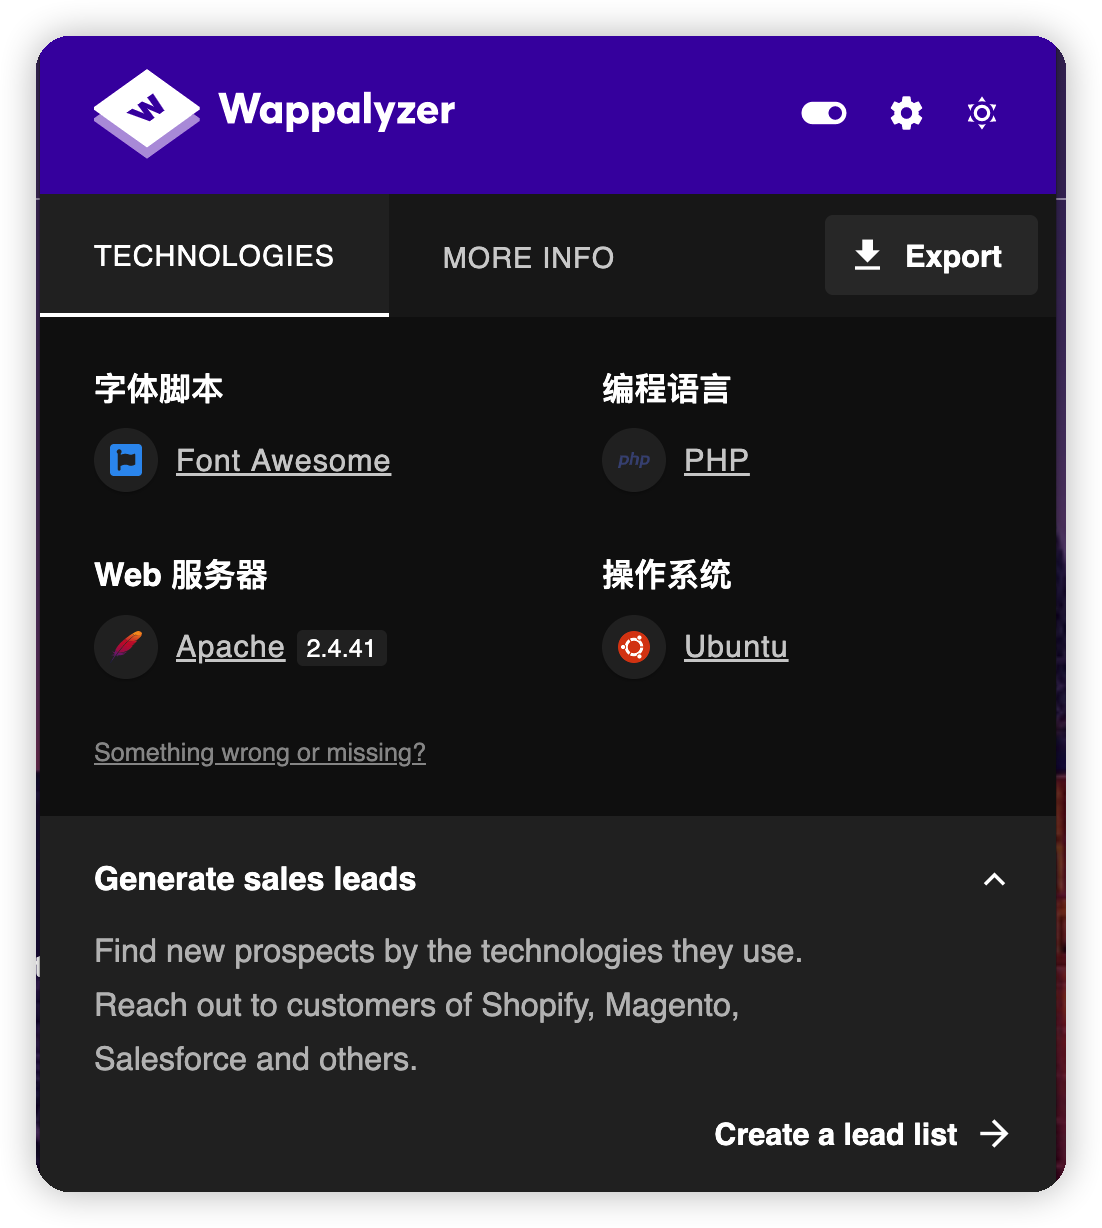 W
Wappalyzer
TECHNOLOGIES
MORE INFO
Export
字体脚本
Font Awesome
编程语言
php
PHP
Web 服务器
Apache 2.4.41
操作系统
Ubuntu
Something wrong or missing?
Generate sales leads
Find new prospects by the technologies they use.
Reach out to customers of Shopify, Magento,
Salesforce and others.
Create a lead list